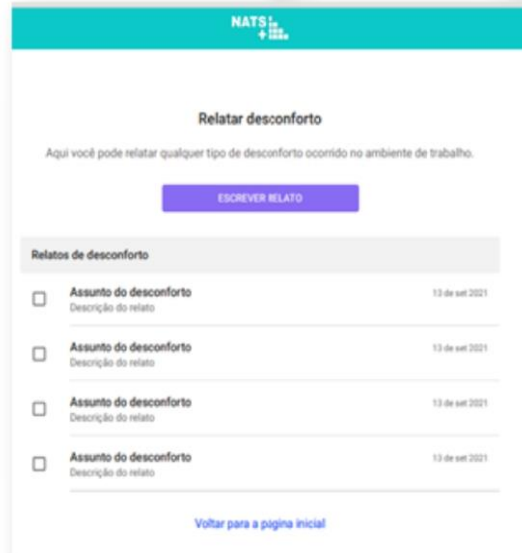 NATS
+
Relatar desconforto
Aqui você pode relatar qualquer tipo de desconforto ocorrido no ambiente de trabalho.
ESCREVER RELATO
Relatos de desconforto
Assunto do desconforto 13 de set 2021
Descrição do relato
Assunto do desconforto 13 de set 2021
Descrição do relato
Assunto do desconforto 13 de set 2021
Descrição do relato
Assunto do desconforto 13 de set 2021
Descrição do relato
Voltar para a página inicial